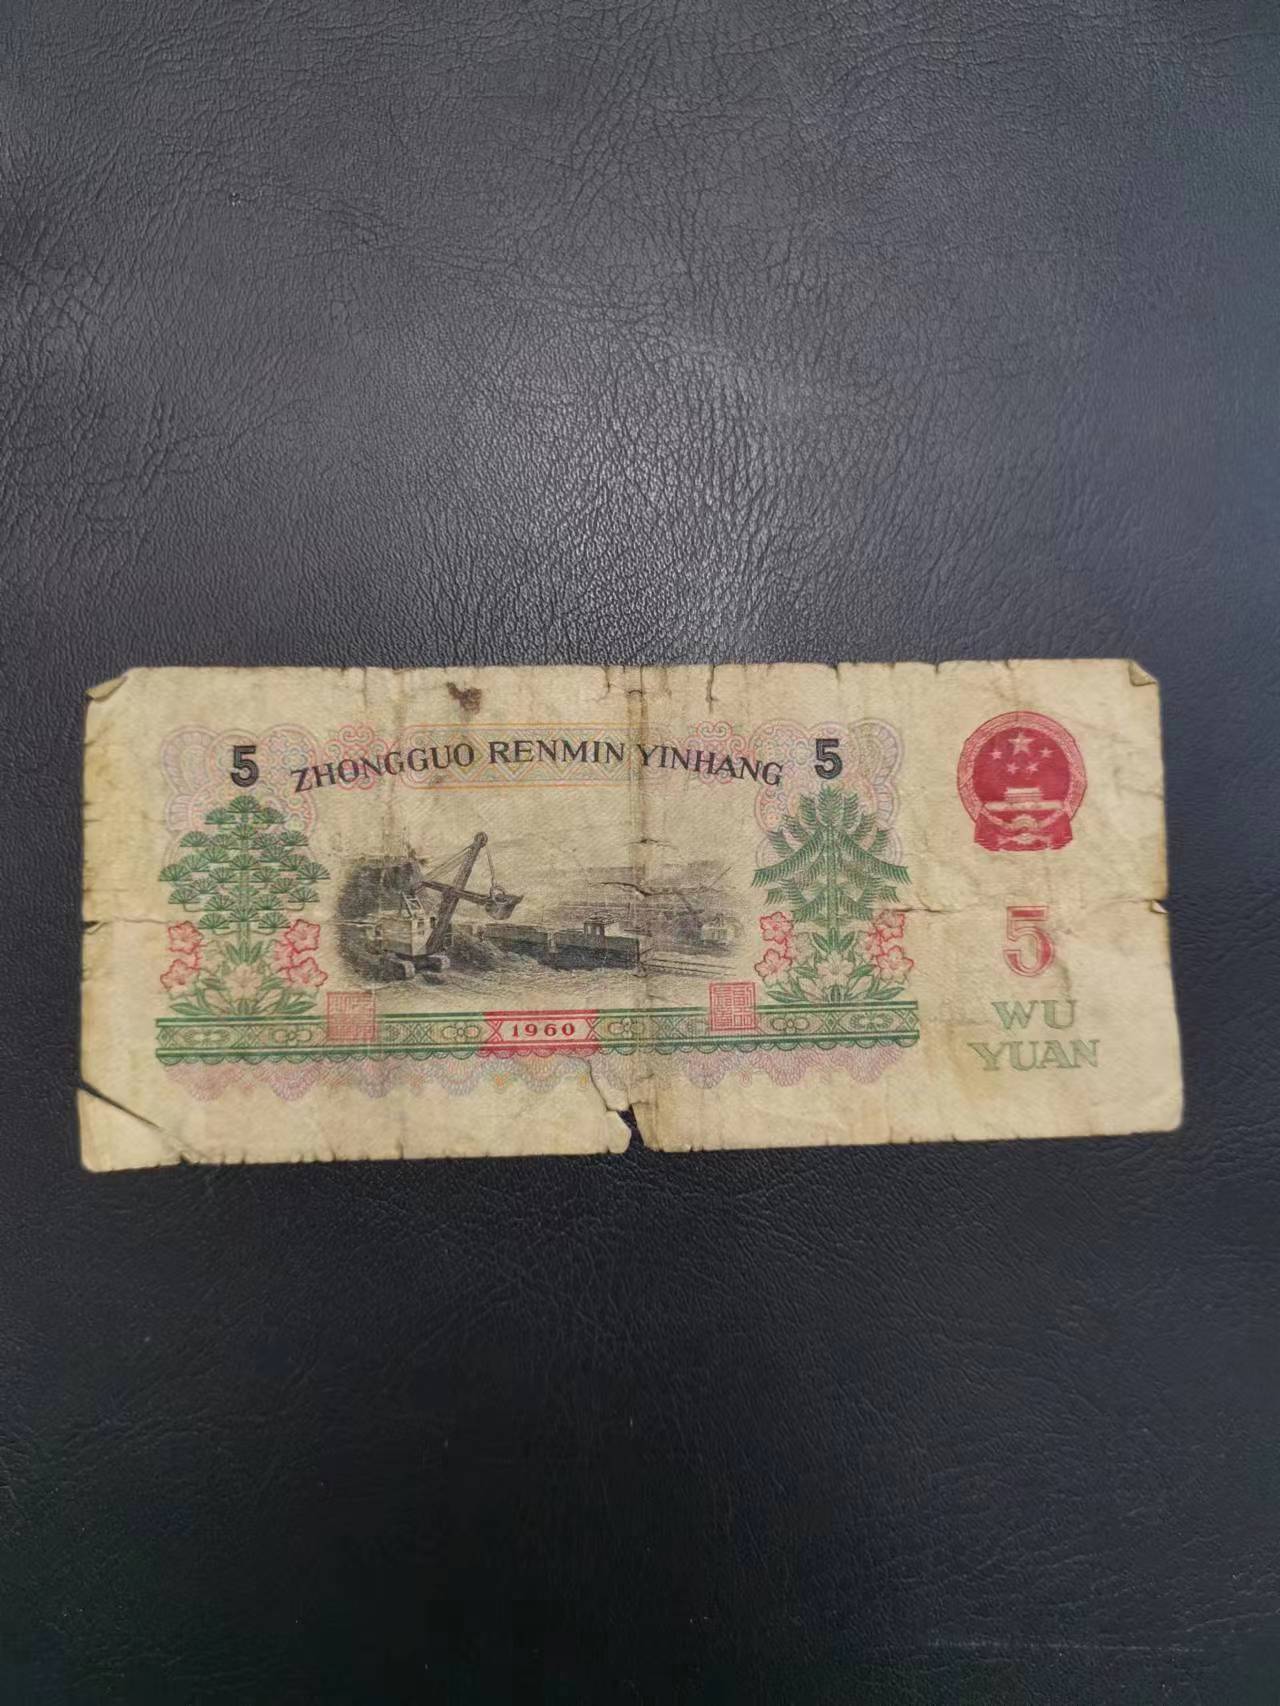 5 ZHONGGUO RENMIN YINHANG 5
1960
5
WU
YUAN